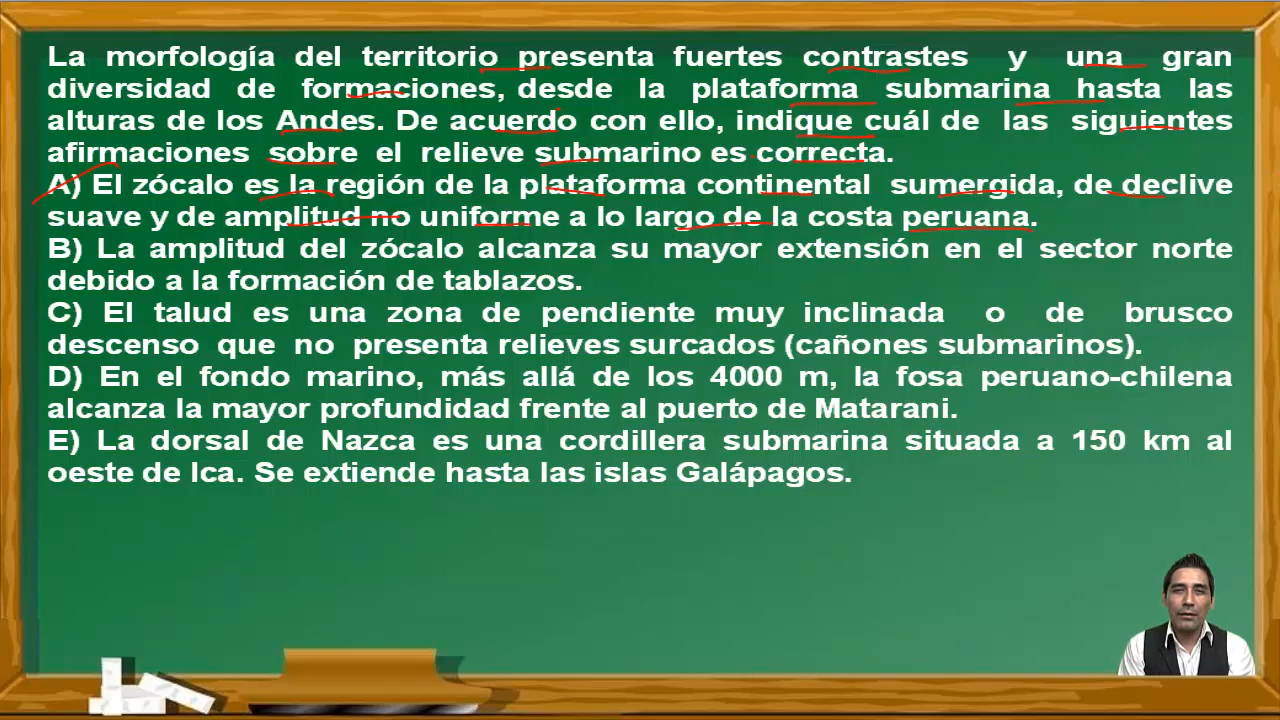 La morfología del territorio presenta fuertes contrastes y una gran
diversidad de formaciones, desde la plataforma submarina hasta las
alturas de los Andes. De acuerdo con ello, indique cuál de las siguientes
afirmaciones sobre el relieve submarino es correcta.
A) El zócalo es la región de la plataforma continental sumergida, de declive
suave y de amplitud no uniforme a lo largo de la costa peruana.
B) La amplitud del zócalo alcanza su mayor extensión en el sector norte
debido a la formación de tablazos.
C) El talud es una zona de pendiente muy inclinada o de brusco
descenso que no presenta relieves surcados (cañones submarinos).
D) En el fondo marino, más allá de los 4000 m, la fosa peruano-chilena
alcanza la mayor profundidad frente al puerto de Matarani.
E) La dorsal de Nazca es una cordillera submarina situada a 150 km al
oeste de Ica. Se extiende hasta las islas Galápagos.